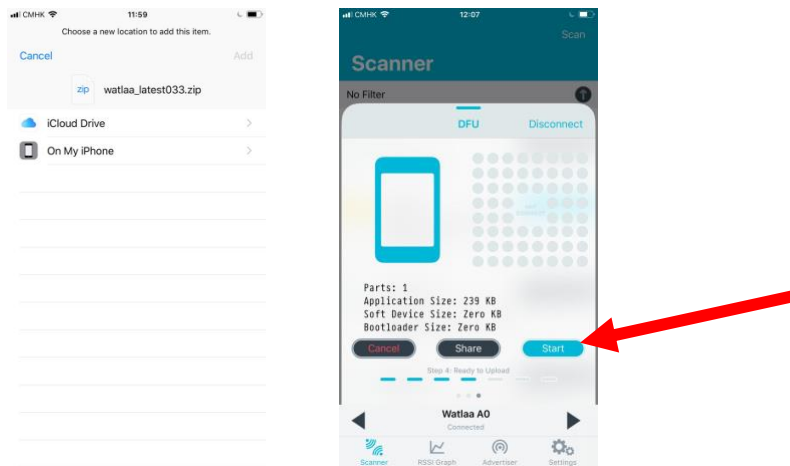 CMHK 11:59
Choose a new location to add this item.
Cancel Add
zip watlaa_latest033.zip
iCloud Drive
On My iPhone
CMHK 12:07
Scan
Scanner
No Filter
DFU Disconnect
Parts: 1
Application Size: 239 KB
Soft Device Size: Zero KB
Bootloader Size: Zero KB
Cancel Share Start
Step 4: Ready to Upload
Watlaa A0
Connected
Scanner RSSI Graph Advertiser Settings